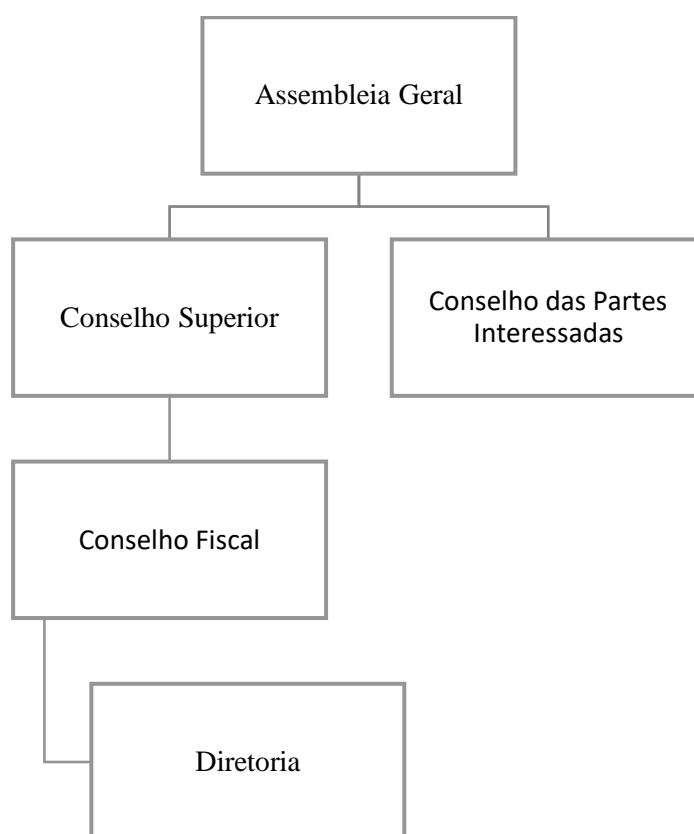 Assembleia Geral
Conselho Superior
Conselho das Partes
Interessadas
Conselho Fiscal
Diretoria